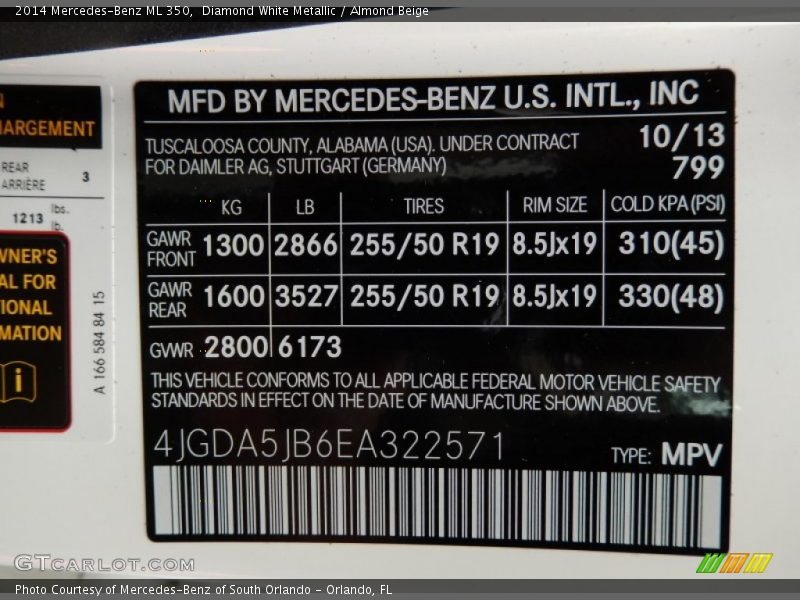 2014 Mercedes-Benz ML 350,  Diamond White Metallic / Almond Beige
MFD BY MERCEDES-BENZ U.S. INTL., INC
TUSCALOOSA COUNTY, ALABAMA (USA). UNDER CONTRACT
FOR DAIMLER AG, STUTTGART (GERMANY)
10/13
799
KG LB TIRES RIM SIZE COLD KPA(PSI)
GAWR
FRONT 1300 2866 255/50 R19 8.5Jx19 310(45)
GAWR
REAR 1600 3527 255/50 R19 8.5Jx19 330(48)
GVWR 2800 6173
THIS VEHICLE CONFORMS TO ALL APPLICABLE FEDERAL MOTOR VEHICLE SAFETY
STANDARDS IN EFFECT ON THE DATE OF MANUFACTURE SHOWN ABOVE.
4JGDA5JB6EA322571
TYPE: MPV
N
HARGEMENT
REAR
ARRIÈRE 3
1213 lbs.
lb.
WNER'S
AL FOR
TIONAL
MATION
i
A 166 584 84 15
GTcarlot.com
Photo Courtesy of Mercedes-Benz of South Orlando - Orlando, FL